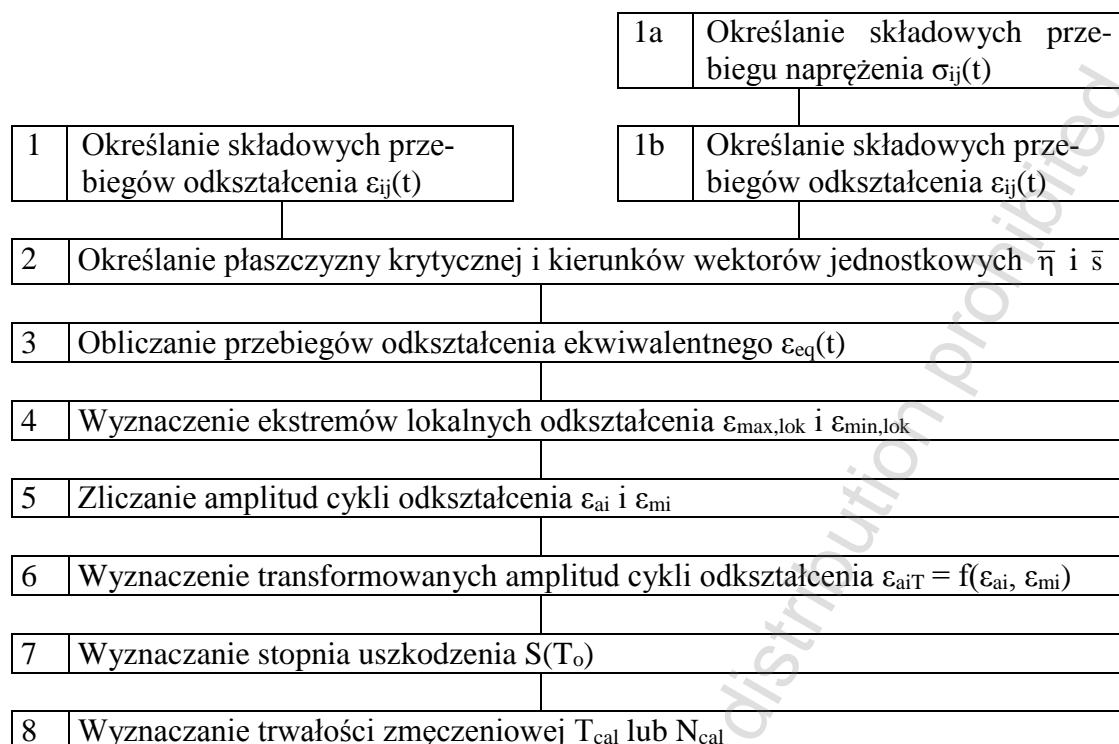 1a Określanie składowych prze-
biegu naprężenia σij(t)
1 Określanie składowych prze-
biegów odkształcenia εij(t)
1b Określanie składowych prze-
biegów odkształcenia εij(t)
2 Określanie płaszczyzny krytycznej i kierunków wektorów jednostkowych η̅ i s̅
3 Obliczanie przebiegów odkształcenia ekwiwalentnego εeq(t)
4 Wyznaczenie ekstremów lokalnych odkształcenia εmax,lok i εmin,lok
5 Zliczanie amplitud cykli odkształcenia εai i εmi
6 Wyznaczenie transformowanych amplitud cykli odkształcenia εaiT = f(εai, εmi)
7 Wyznaczanie stopnia uszkodzenia S(To)
8 Wyznaczanie trwałości zmęczeniowej Tcal lub Ncal
distribution prohibited